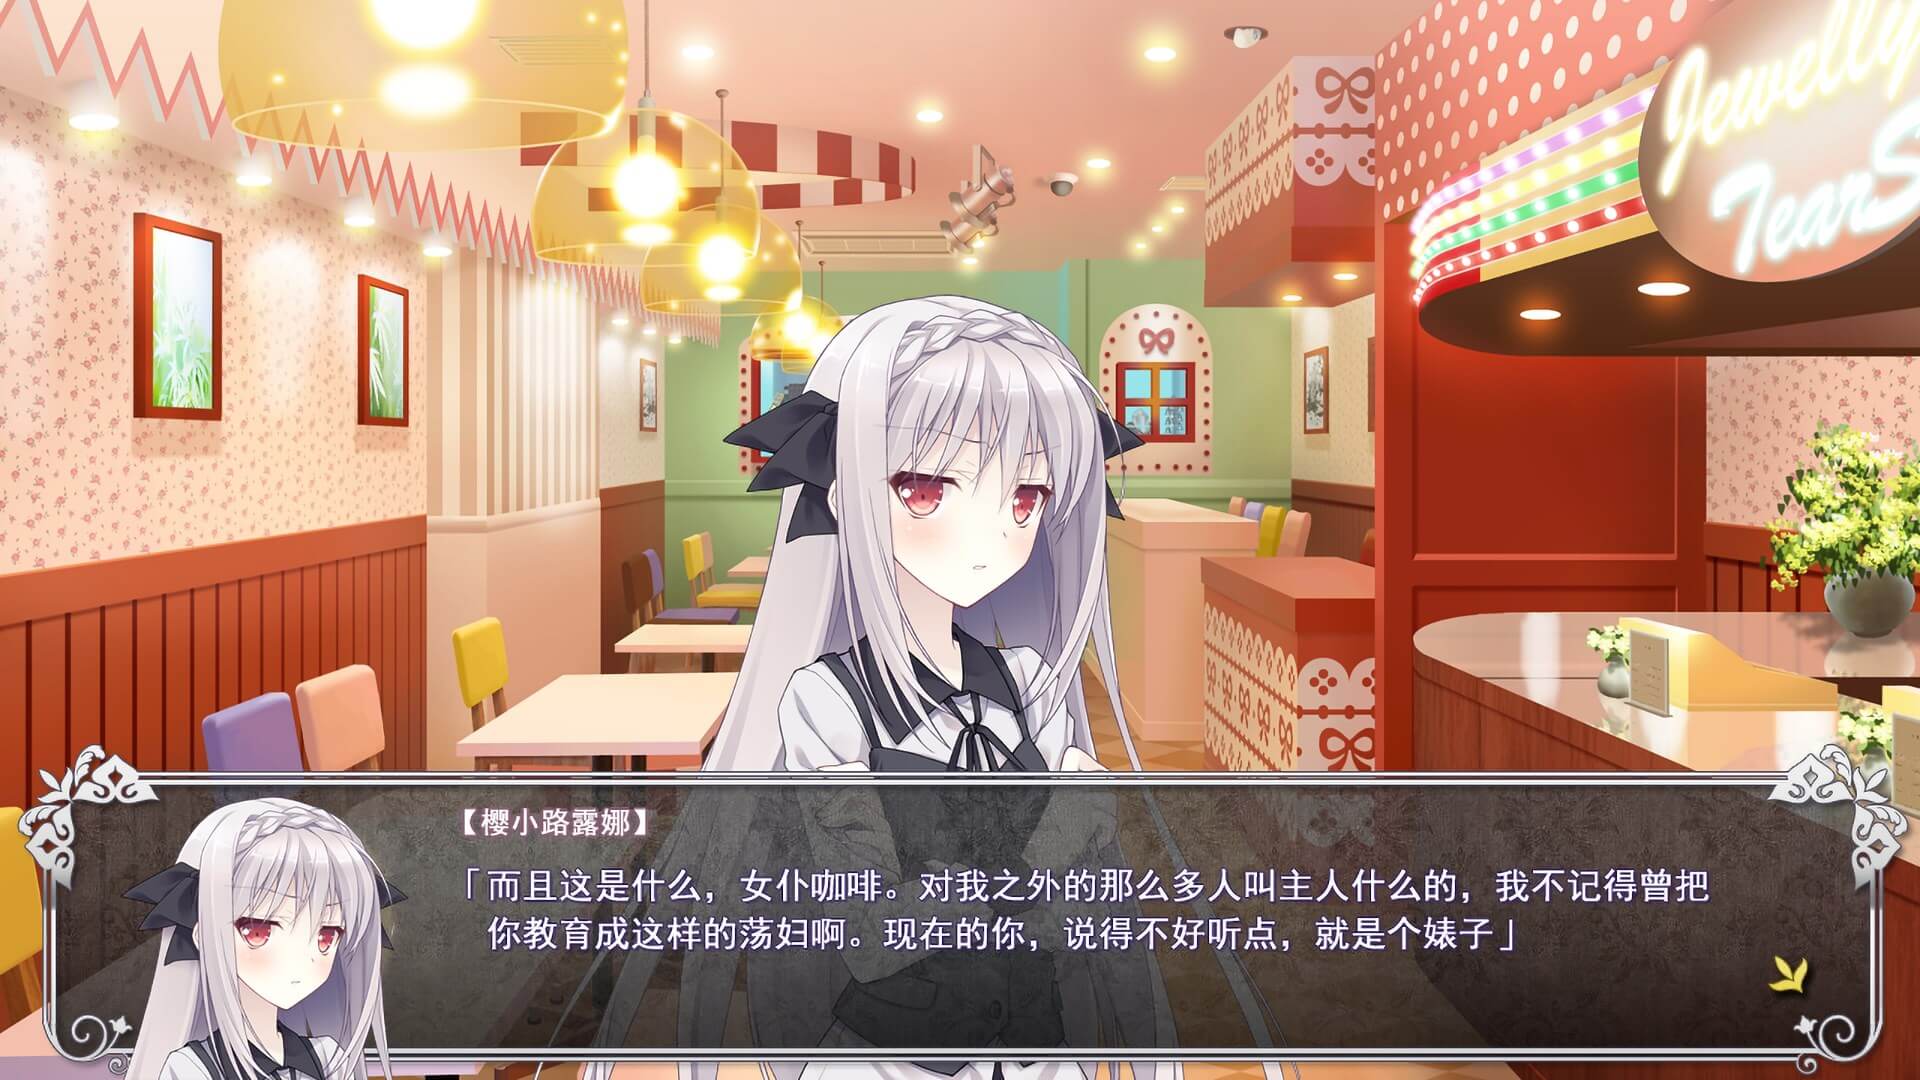 Jewelly
Tears
【樱小路露娜】
「而且这是什么，女仆咖啡。对我之外的那么多人叫主人什么的，我不记得曾把
你教育成这样的荡妇啊。现在的你，说得不好听点，就是个婊子」